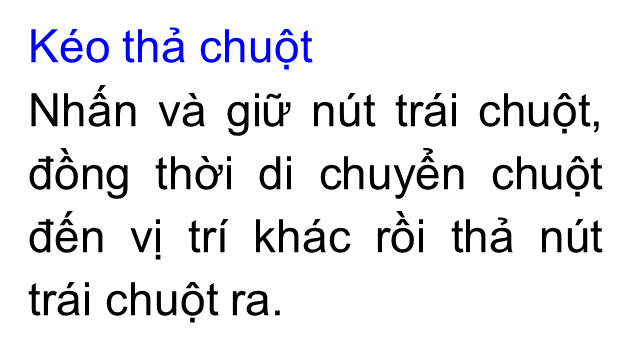 Kéo thả chuột
Nhấn và giữ nút trái chuột,
đồng thời di chuyển chuột
đến vị trí khác rồi thả nút
trái chuột ra.